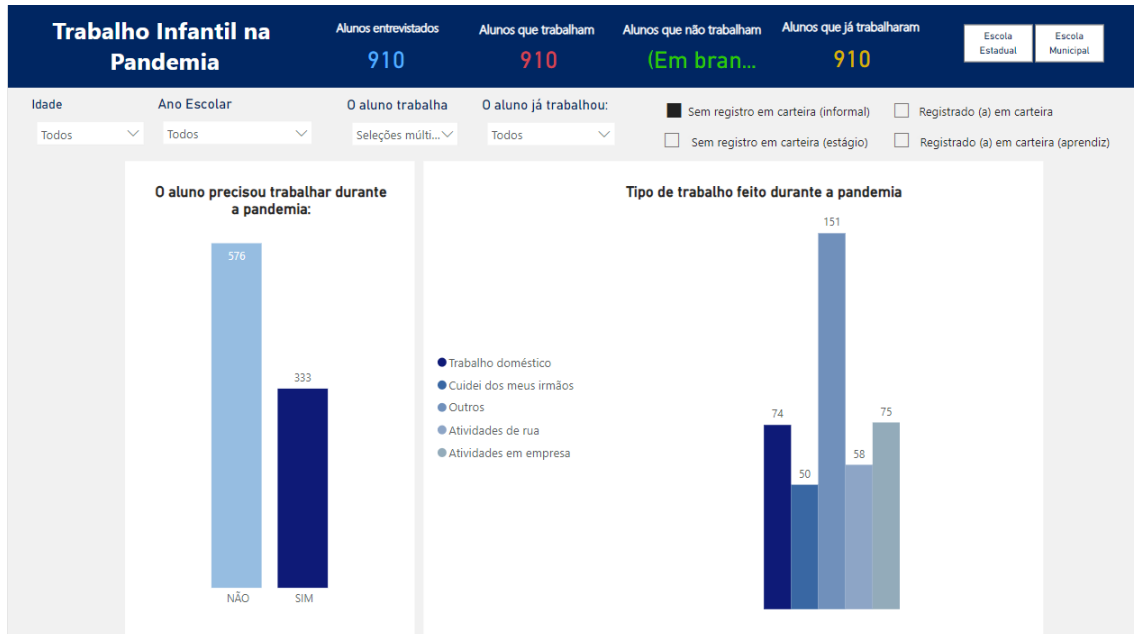 Trabalho Infantil na
Pandemia
Alunos entrevistados
910
Alunos que trabalham
910
Alunos que não trabalham
(Em bran...
Alunos que já trabalharam
910
Escola
Estadual
Escola
Municipal
Idade
Todos
Ano Escolar
Todos
O aluno trabalha
Seleções múlti...
O aluno já trabalhou:
Todos
Sem registro em carteira (informal)
Registrado (a) em carteira
Sem registro em carteira (estágio)
Registrado (a) em carteira (aprendiz)
O aluno precisou trabalhar durante
a pandemia:
576
333
NÃO
SIM
Tipo de trabalho feito durante a pandemia
Trabalho doméstico
Cuidei dos meus irmãos
Outros
Atividades de rua
Atividades em empresa
74
50
151
58
75